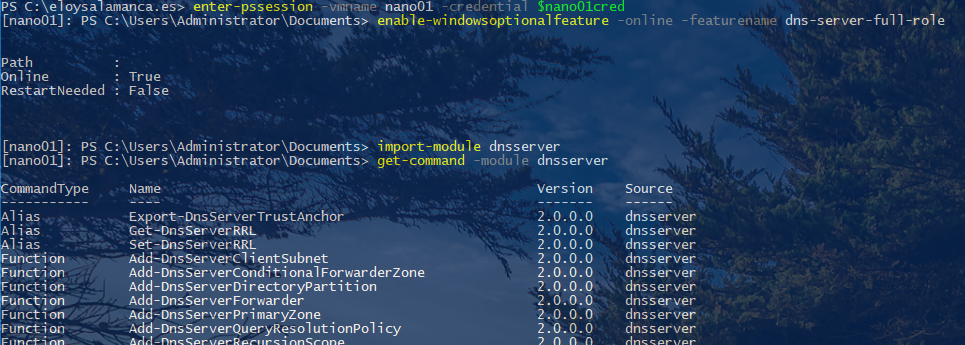 PS C:\eloysalamanca.es> enter-pssession -vmname nano01 -credential $nano01cred
[nano01]: PS C:\Users\Administrator\Documents> enable-windowsoptionalfeature -online -featurename dns-server-full-role
Path          :
Online        : True
RestartNeeded : False
[nano01]: PS C:\Users\Administrator\Documents> import-module dnsserver
[nano01]: PS C:\Users\Administrator\Documents> get-command -module dnsserver
CommandType     Name                                               Version    Source
-----------     ----                                               -------    ------
Alias           Export-DnsServerTrustAnchor                        2.0.0.0    dnsserver
Alias           Get-DnsServerRRL                                   2.0.0.0    dnsserver
Alias           Set-DnsServerRRL                                   2.0.0.0    dnsserver
Function        Add-DnsServerClientSubnet                          2.0.0.0    dnsserver
Function        Add-DnsServerConditionalForwarderZone              2.0.0.0    dnsserver
Function        Add-DnsServerDirectoryPartition                    2.0.0.0    dnsserver
Function        Add-DnsServerForwarder                             2.0.0.0    dnsserver
Function        Add-DnsServerPrimaryZone                           2.0.0.0    dnsserver
Function        Add-DnsServerQueryResolutionPolicy                 2.0.0.0    dnsserver
Function        Add-DnsServerRecursionScope                        2.0.0.0    dnsserver